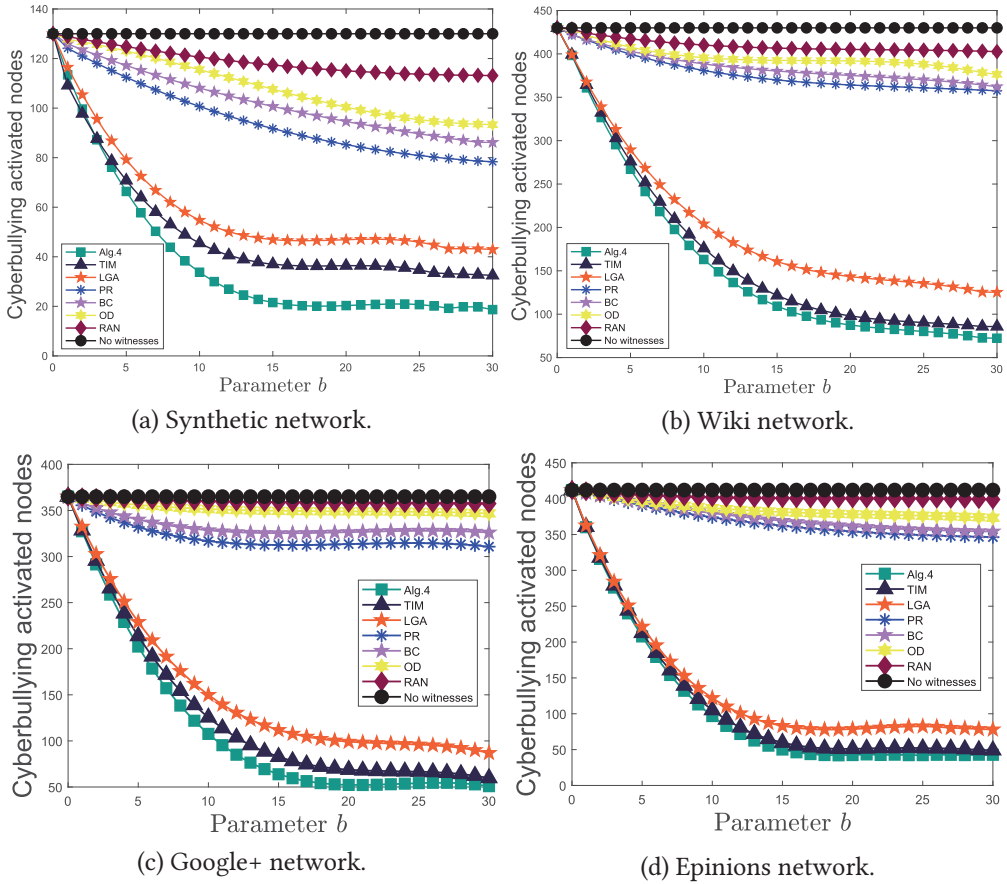 140
120
100
80
60
40
20
0
Cyberbullying activated nodes
Alg.4
TIM
LGA
PR
BC
OD
RAN
No witnesses
0 5 10 15 20 25 30
Parameter b
(a) Synthetic network.
450
400
350
300
250
200
150
100
50
Cyberbullying activated nodes
Alg.4
TIM
LGA
PR
BC
OD
RAN
No witnesses
0 5 10 15 20 25 30
Parameter b
(b) Wiki network.
400
350
300
250
200
150
100
50
Cyberbullying activated nodes
Alg.4
TIM
LGA
PR
BC
OD
RAN
No witnesses
0 5 10 15 20 25 30
Parameter b
(c) Google+ network.
450
400
350
300
250
200
150
100
50
0
Cyberbullying activated nodes
Alg.4
TIM
LGA
PR
BC
OD
RAN
No witnesses
0 5 10 15 20 25 30
Parameter b
(d) Epinions network.